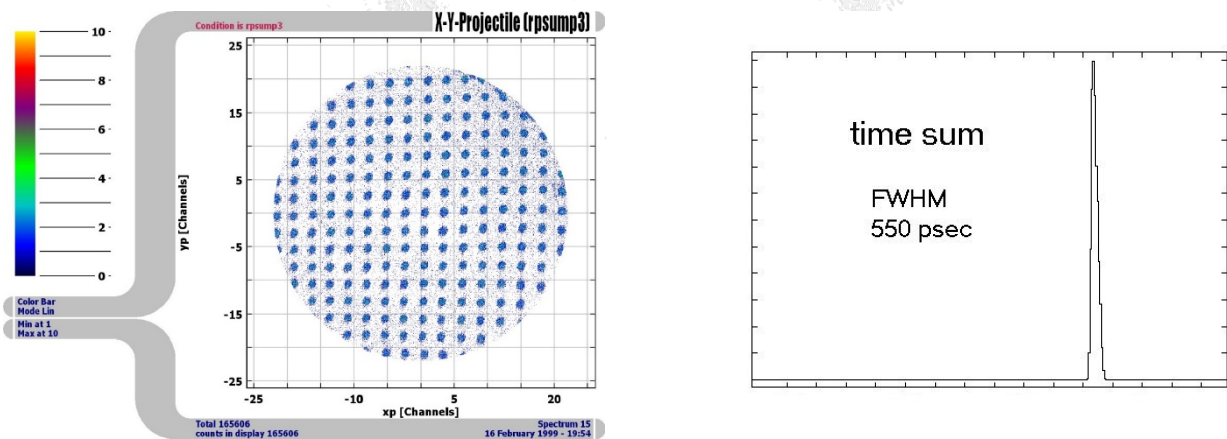 Condition is rpsump3
X-Y-Projectile (rpsump3)
10
8
6
4
2
0
Color Bar
Mode Lin
Min at 1
Max at 10
yp [Channels]
25
15
5
-5
-15
-25
-25
-10
5
20
xp [Channels]
Total 165606
counts in display 165606
Spectrum 15
16 February 1999 - 19:54
time sum
FWHM
550 psec